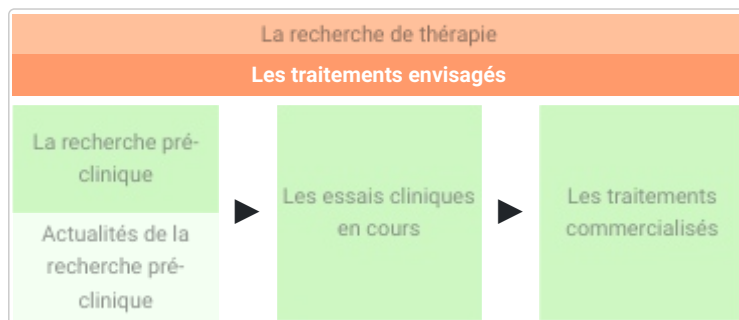 La recherche de thérapie
Les traitements envisagés
La recherche pré-
clinique
Actualités de la
recherche pré-
clinique
Les essais cliniques
en cours
Les traitements
commercialisés